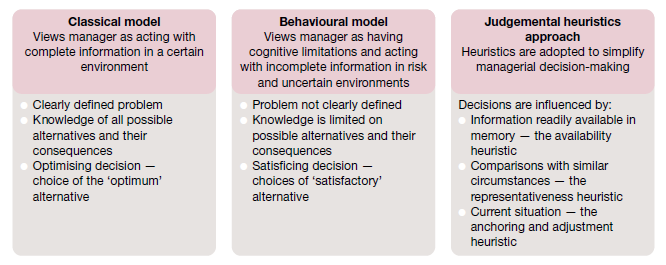 Classical model
Views manager as acting with
complete information in a certain
environment
Clearly defined problem
Knowledge of all possible
alternatives and their
consequences
Optimising decision —
choice of the ‘optimum’
alternative
Behavioural model
Views manager as having
cognitive limitations and acting
with incomplete information in risk
and uncertain environments
Problem not clearly defined
Knowledge is limited on
possible alternatives and their
consequences
Satisficing decision —
choices of ‘satisfactory’
alternative
Judgemental heuristics
approach
Heuristics are adopted to simplify
managerial decision-making
Decisions are influenced by:
Information readily available in
memory — the availability
heuristic
Comparisons with similar
circumstances — the
representativeness heuristic
Current situation — the
anchoring and adjustment
heuristic